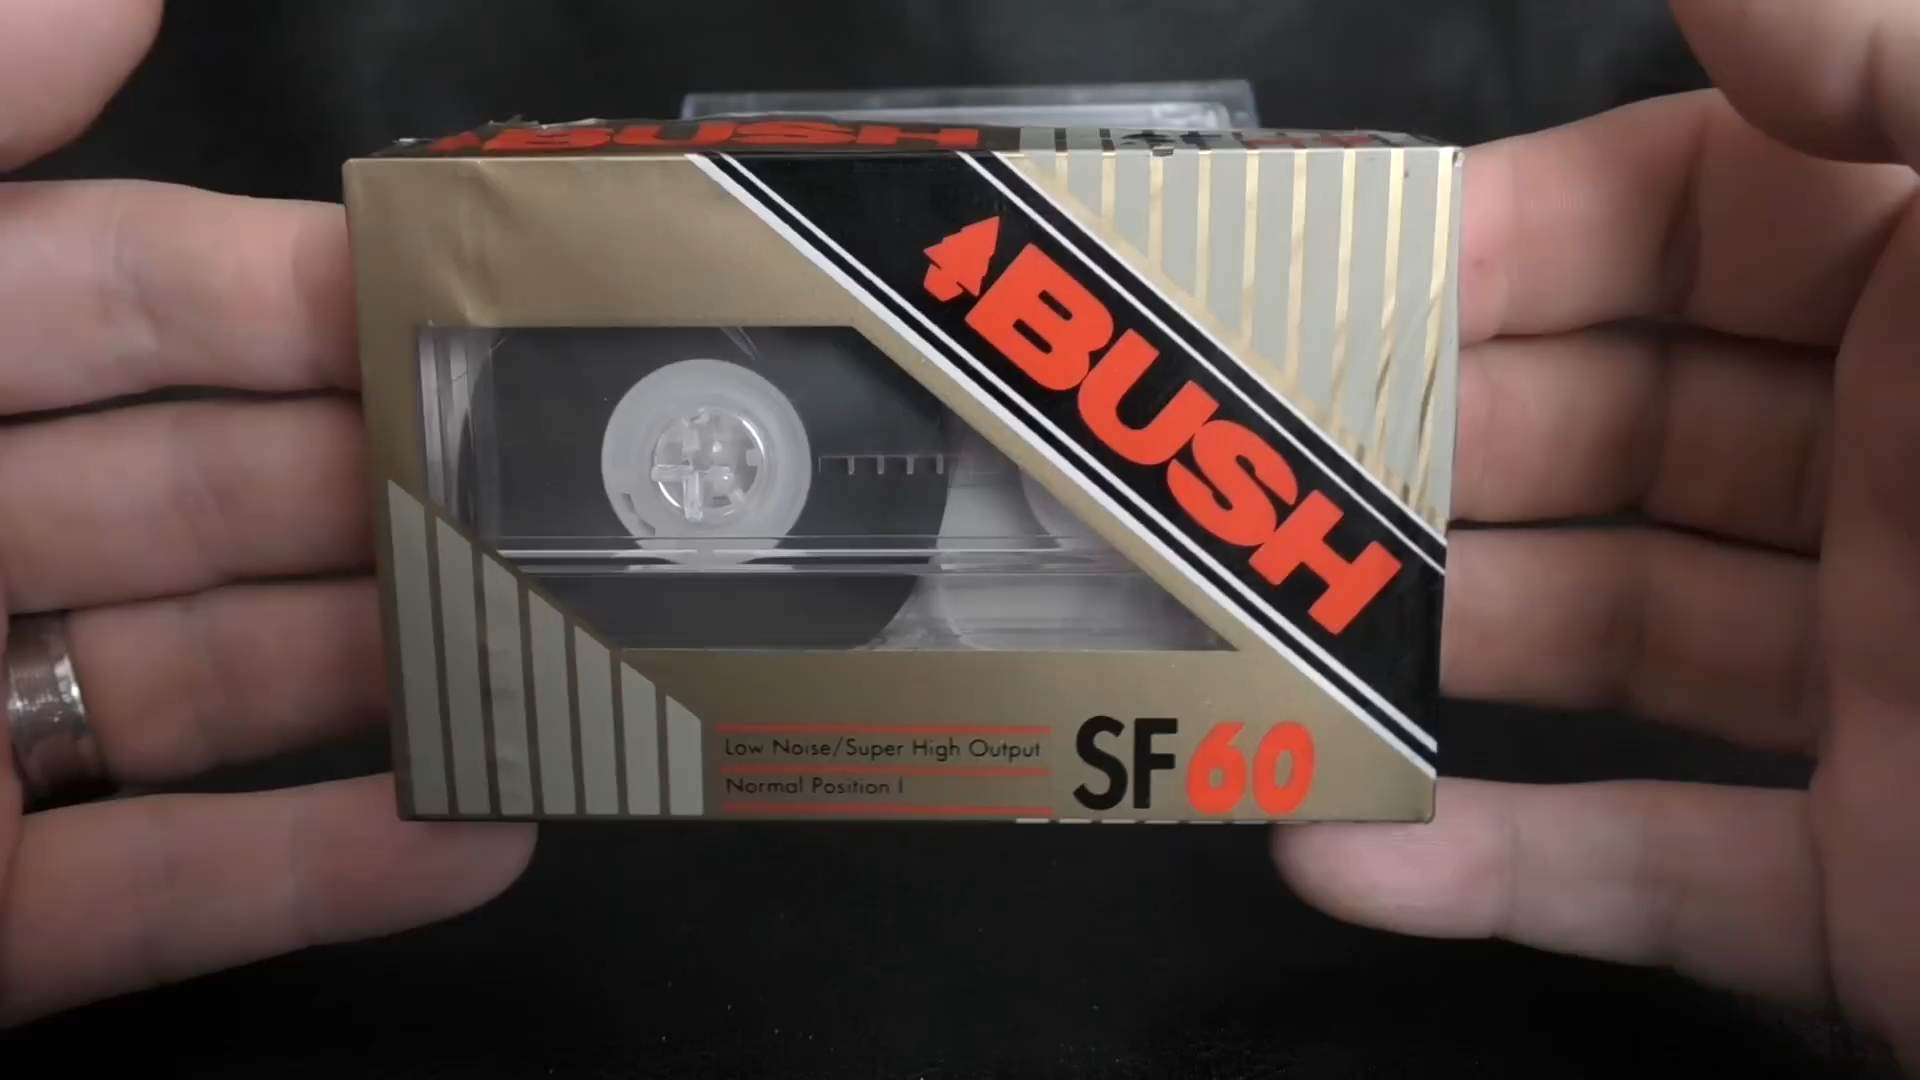 BUSH
BUSH
Low Noise/Super High Output
Normal Position I
SF60